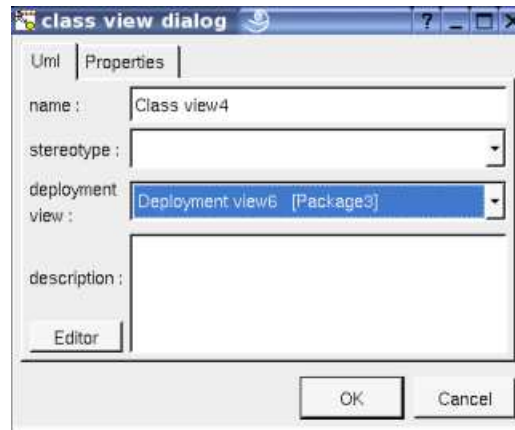 class view dialog ? _ □ X
Uml Properties
name : Class view4
stereotype :
deployment view : Deployment view6 [Package3]
description :
Editor
OK Cancel